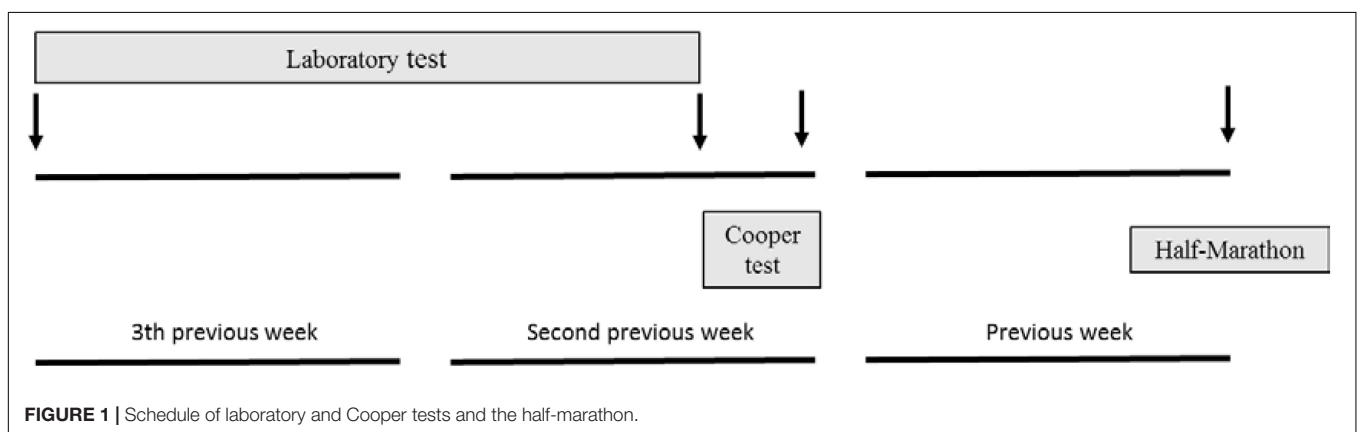 Laboratory test
Cooper
test
Half-Marathon
3th previous week
Second previous week
Previous week
FIGURE 1 | Schedule of laboratory and Cooper tests and the half-marathon.